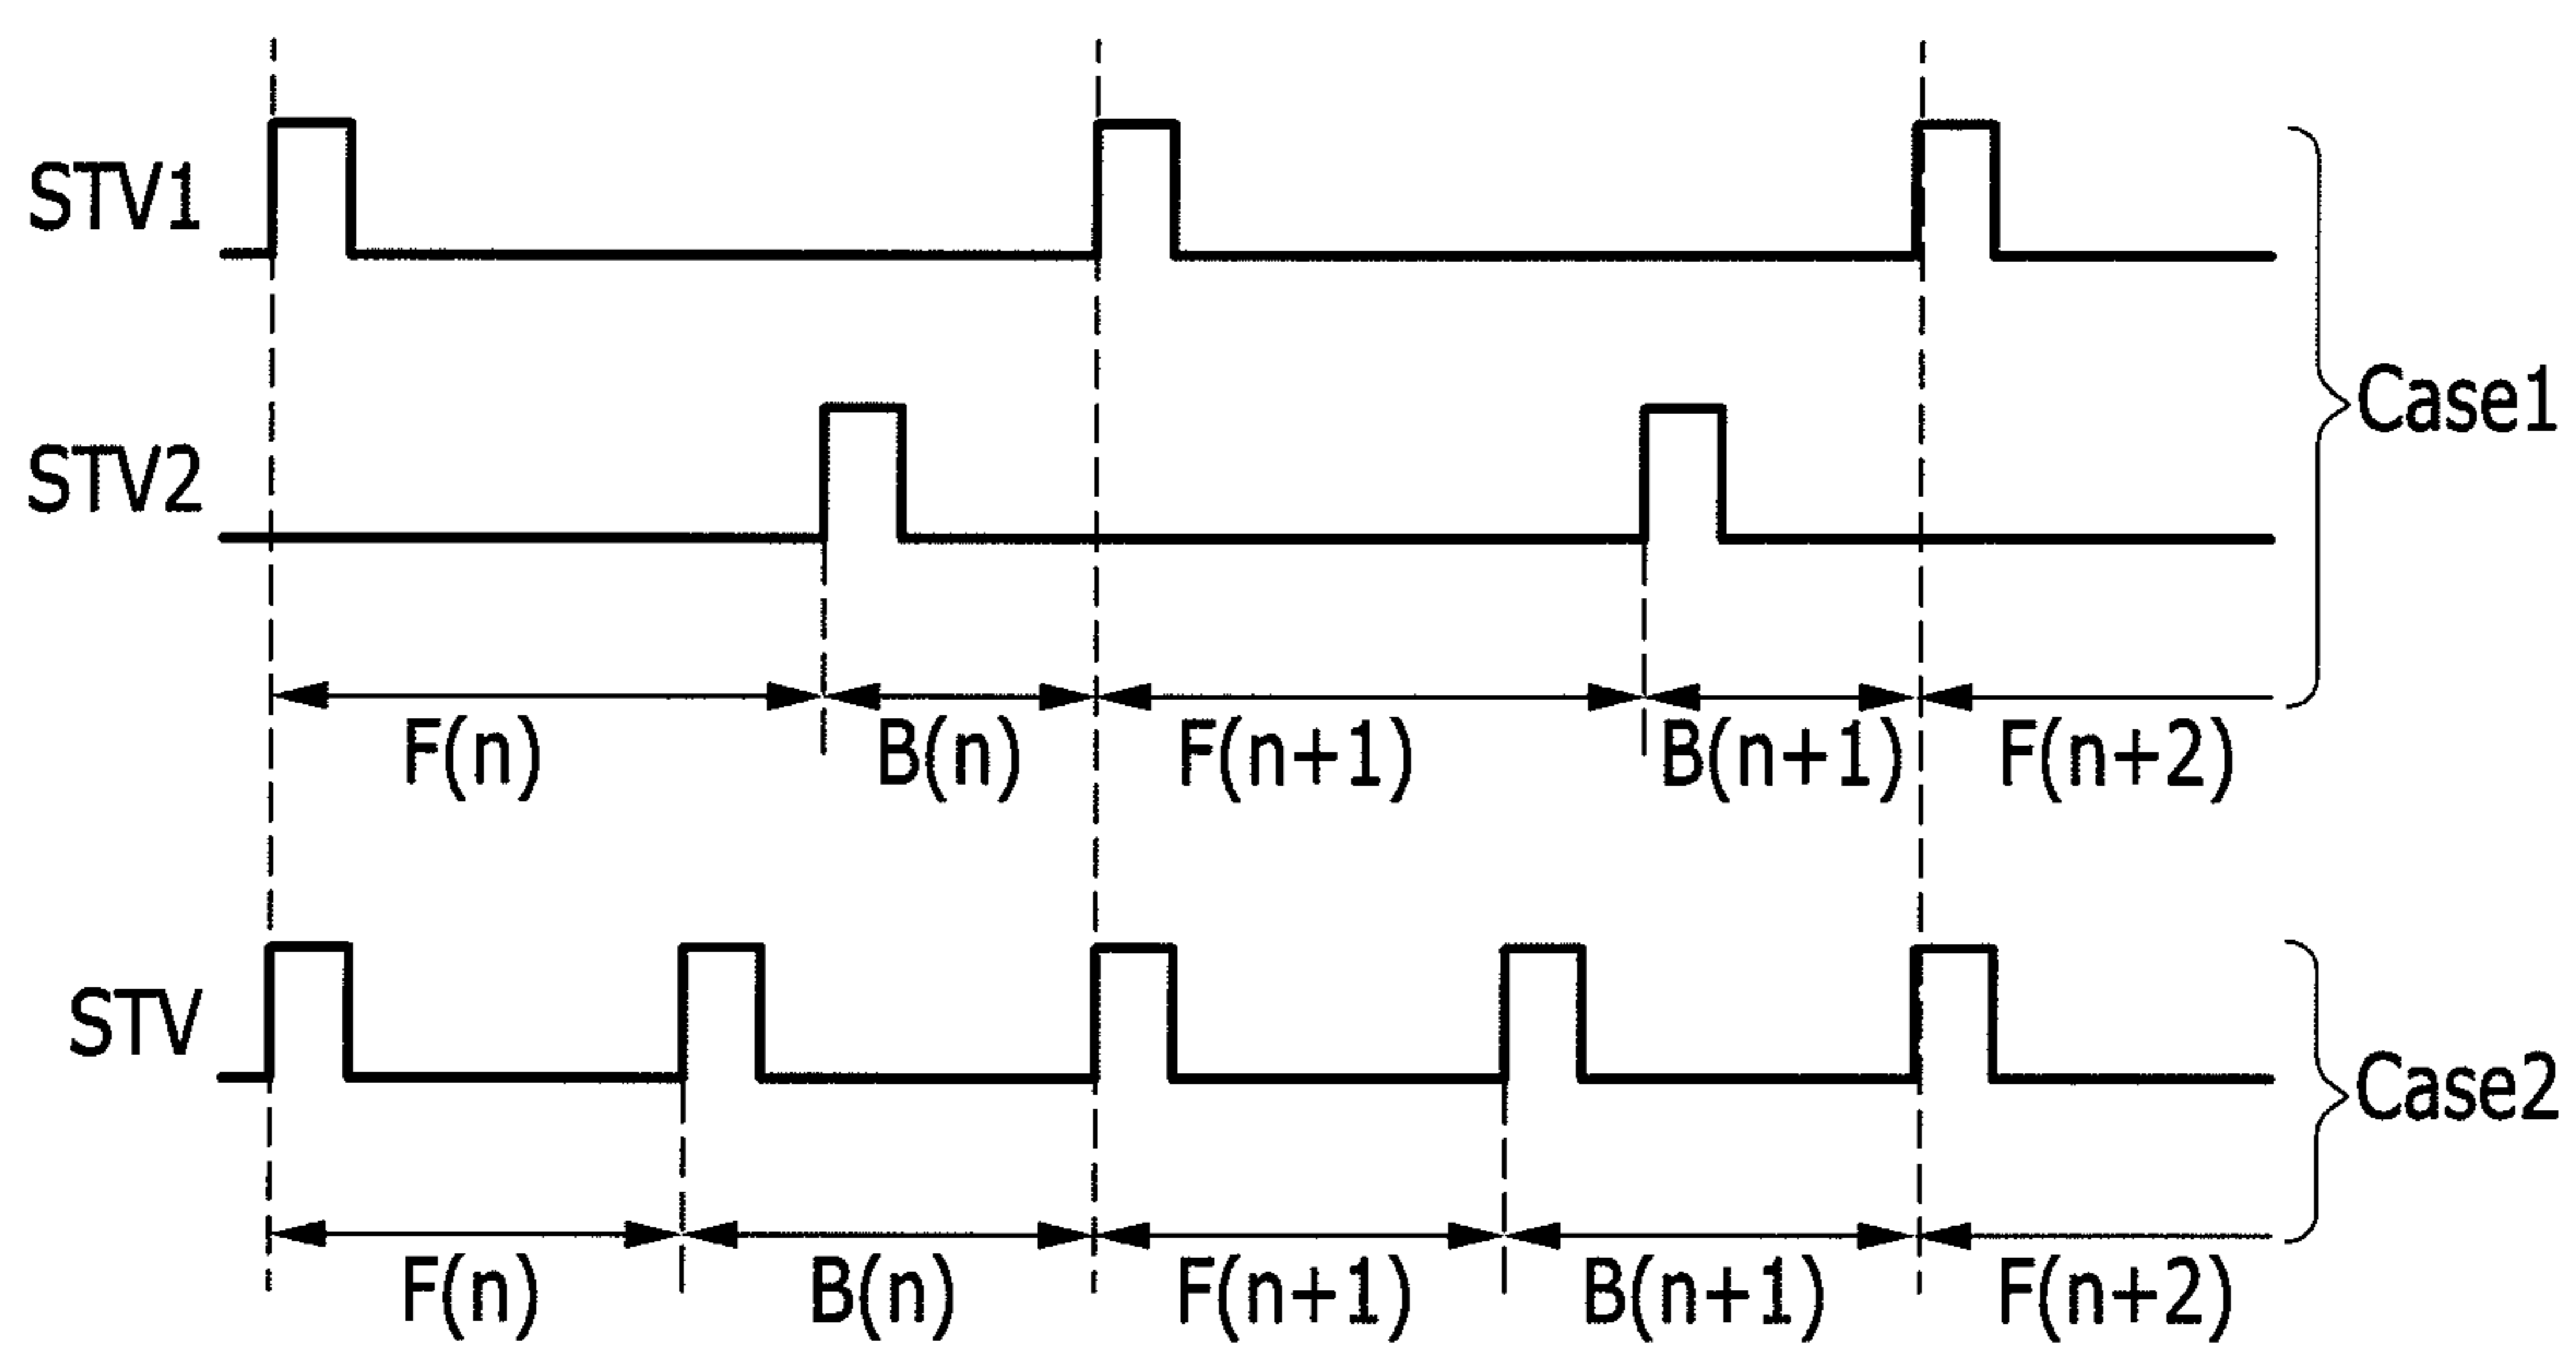 STV1
Case1
STV2
F(n) B(n) F(n+1) B(n+1) F(n+2)
STV
Case2
F(n) B(n) F(n+1) B(n+1) F(n+2)